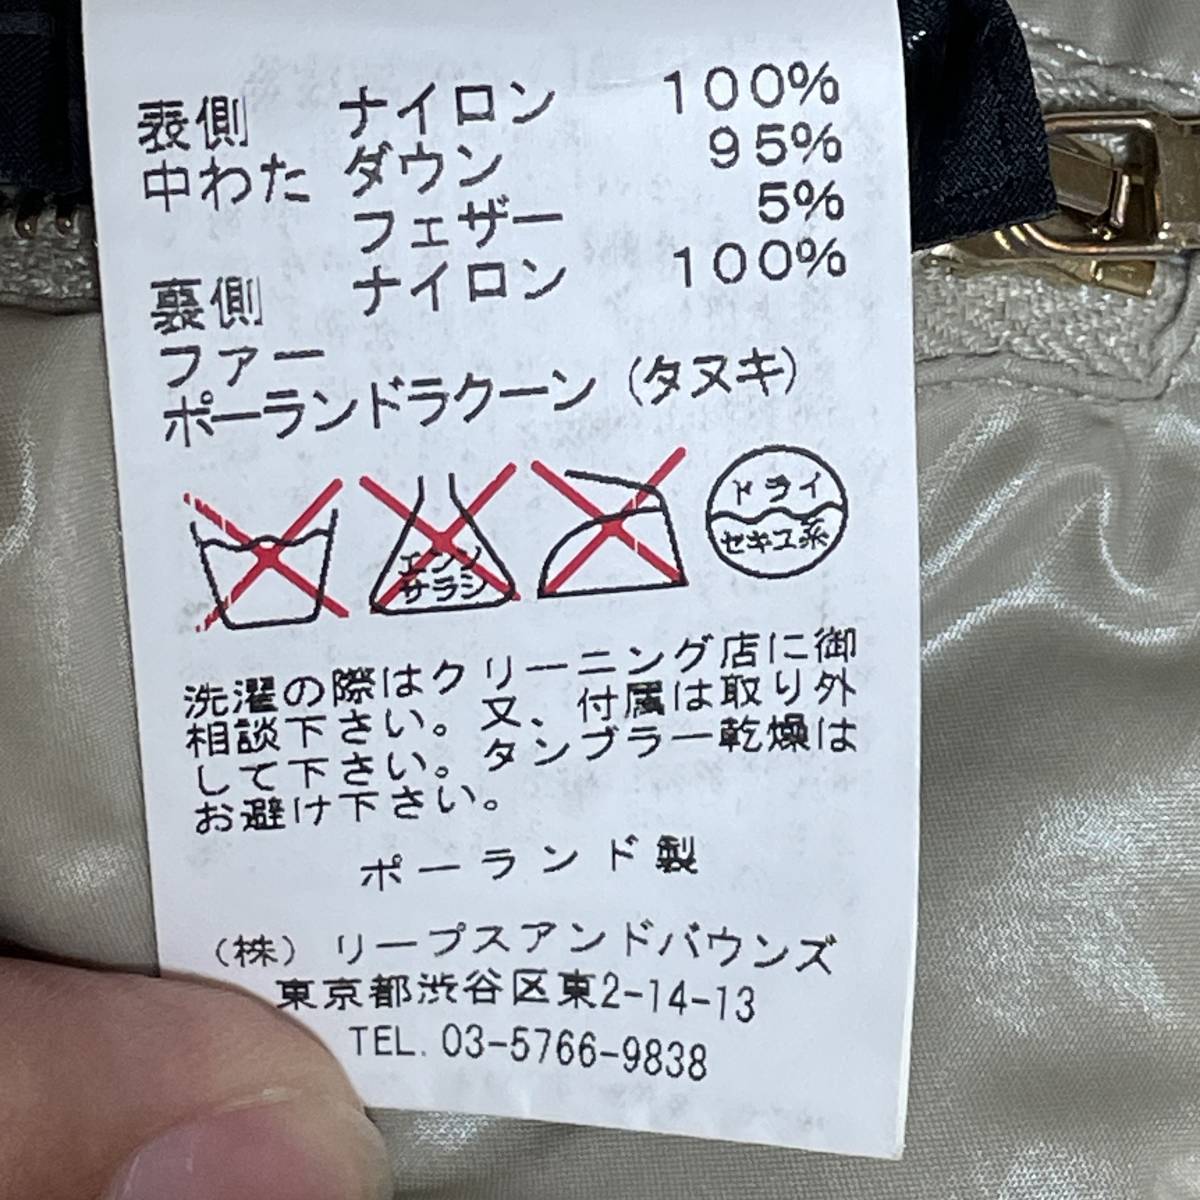 表側 ナイロン 100%
中わた ダウン 95%
フェザー 5%
裏側 ナイロン 100%
ファー
ポーランドラクーン (タヌキ)
エンソ
サラシ
ドライ
セキユ系
洗濯の際はクリーニング店に御
相談下さい。又、付属は取り外
して下さい。タンブラー乾燥は
お避け下さい。
ポーランド製
(株) リープスアンドバウンズ
東京都渋谷区東2-14-13
TEL. 03-5766-9838